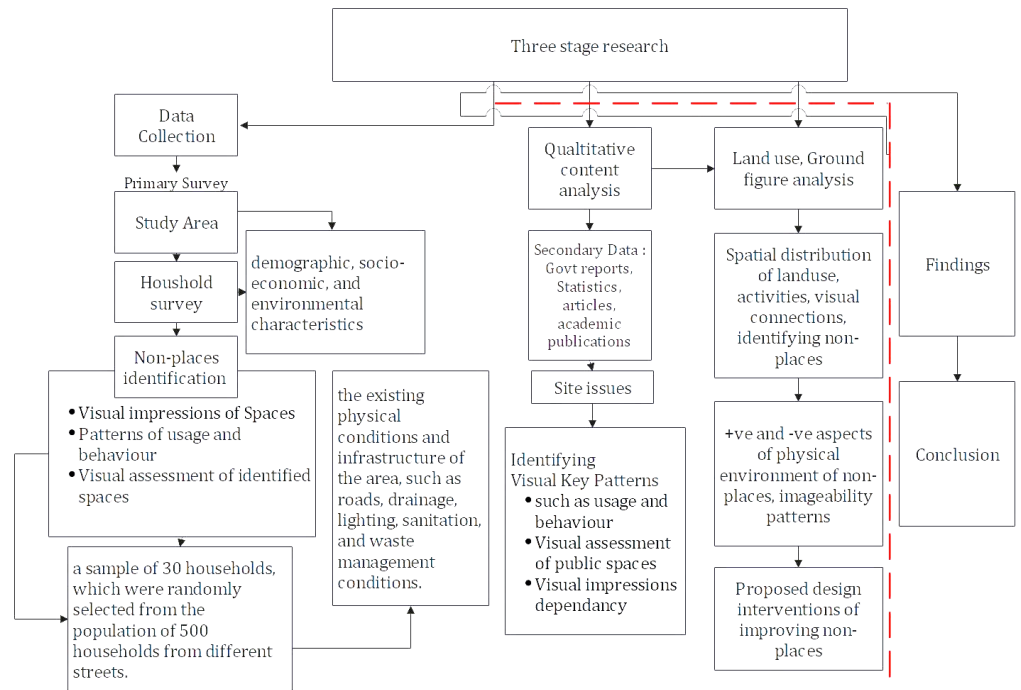 Three stage research
Data
Collection
Primary Survey
Study Area
Houshold
survey
demographic, socio-
economic, and
environmental
characteristics
Non-places
identification
• Visual impressions of Spaces
• Patterns of usage and
behaviour
• Visual assessment of identified
spaces
a sample of 30 households,
which were randomly
selected from the
population of 500
households from different
streets.
the existing
physical
conditions and
infrastructure of
the area, such as
roads, drainage,
lighting, sanitation,
and waste
management
conditions.
Qualtitative
content
analysis
Secondary Data :
Govt reports,
Statistics,
articles,
academic
publications
Site issues
Identifying
Visual Key Patterns
• such as usage and
behaviour
• Visual assessment
of public spaces
• Visual impressions
dependancy
Land use, Ground
figure analysis
Spatial distribution
of landuse,
activities, visual
connections,
identifying non-
places
+ve and -ve aspects
of physical
environment of non-
places, imageability
patterns
Proposed design
interventions of
improving non-
places
Findings
Conclusion